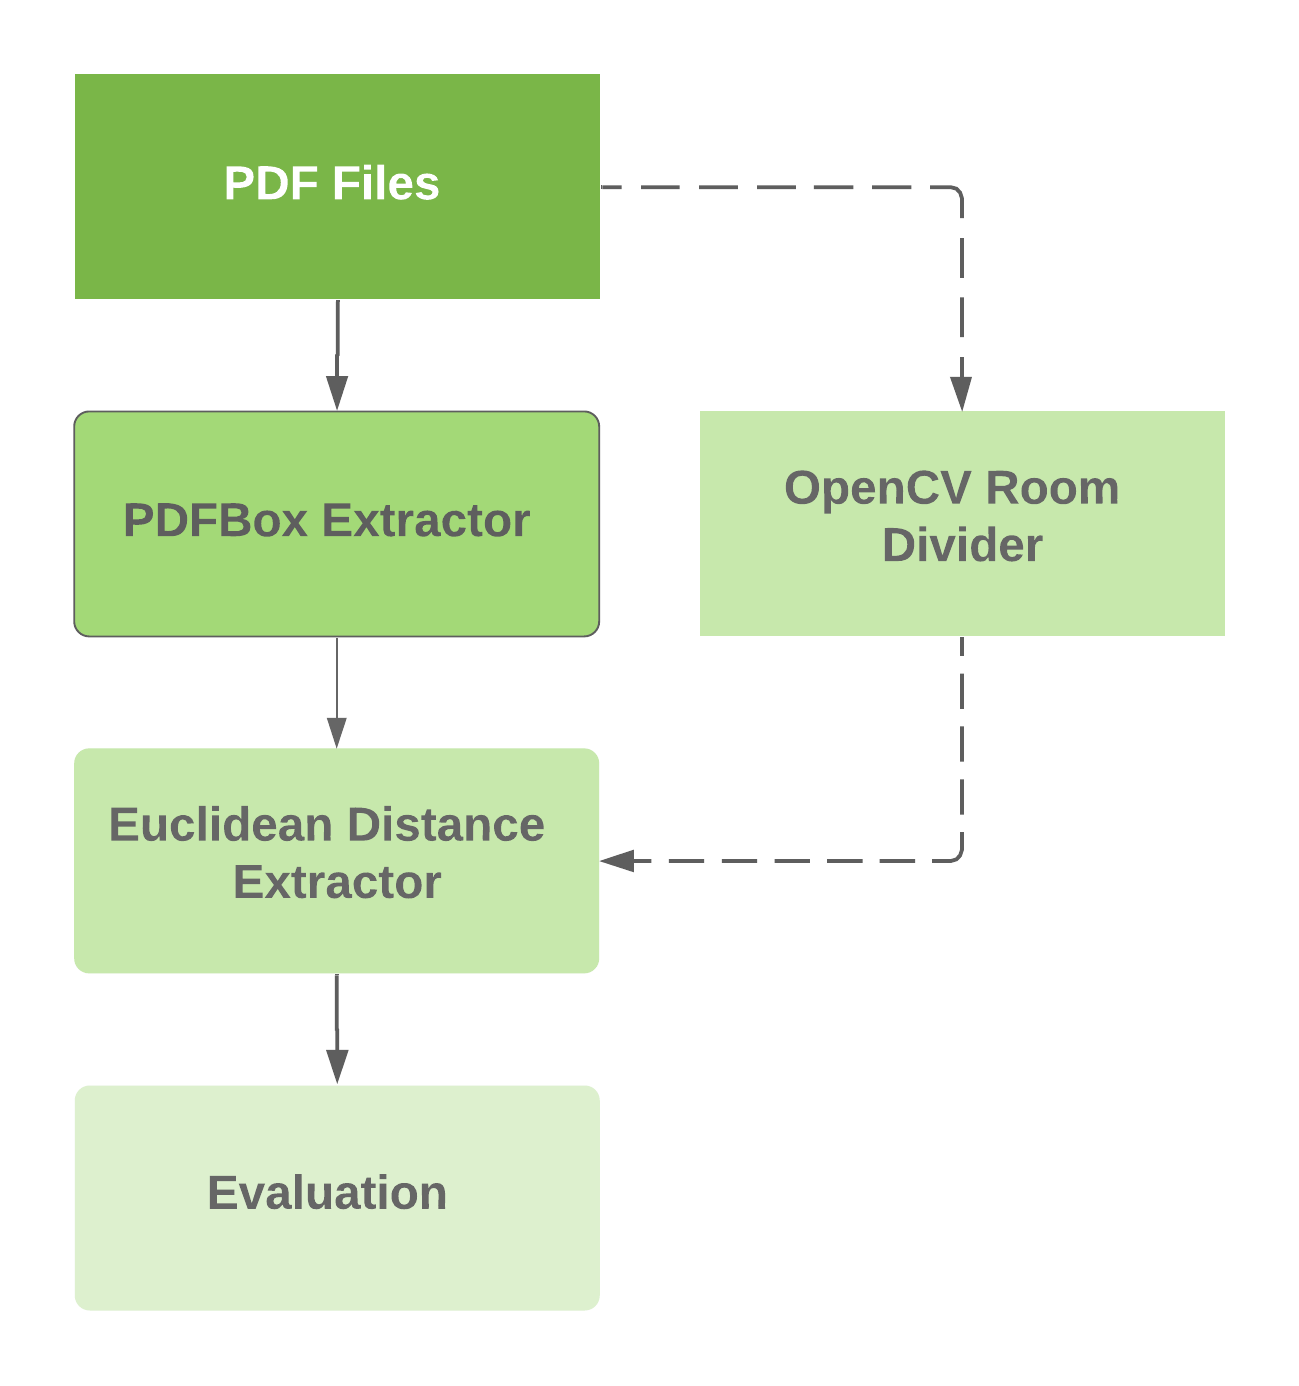 PDF Files
PDFBox Extractor
OpenCV Room
Divider
Euclidean Distance
Extractor
Evaluation